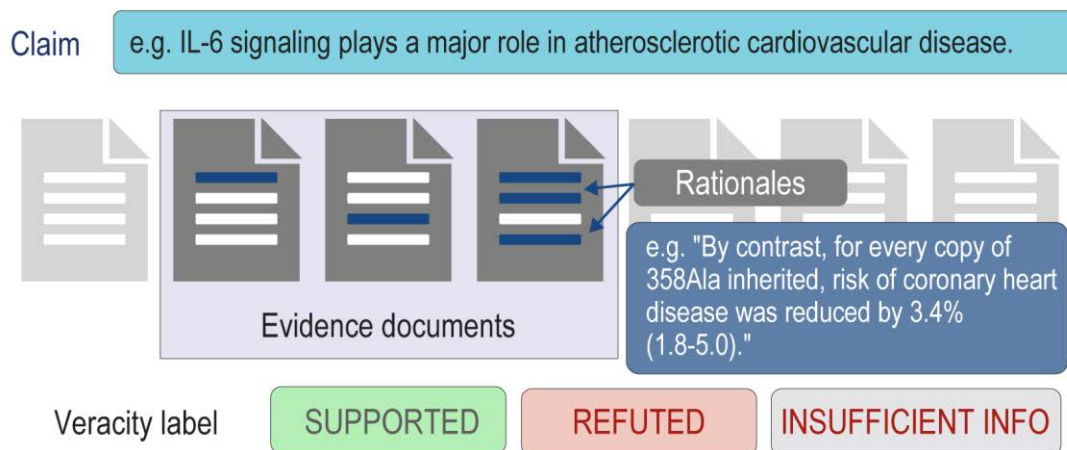 Claim
e.g. IL-6 signaling plays a major role in atherosclerotic cardiovascular disease.
Rationales
e.g. "By contrast, for every copy of
358Ala inherited, risk of coronary heart
disease was reduced by 3.4%
(1.8-5.0)."
Evidence documents
Veracity label
SUPPORTED
REFUTED
INSUFFICIENT INFO